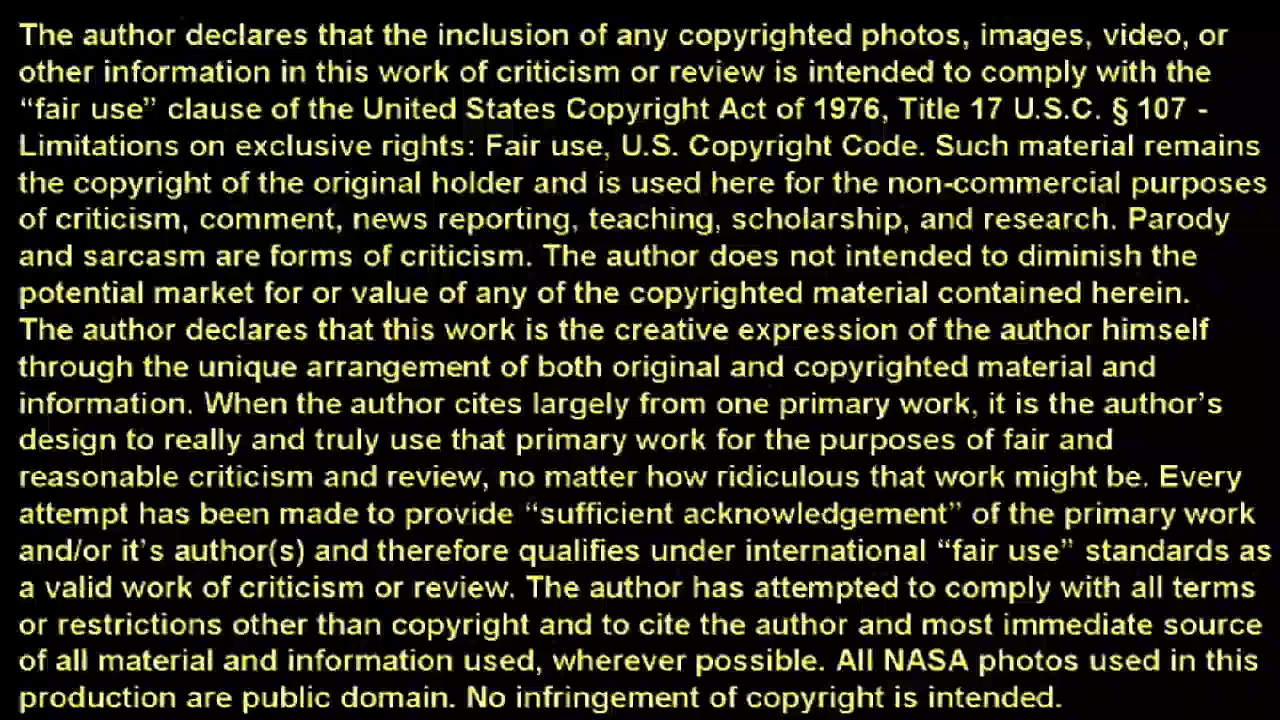 The author declares that the inclusion of any copyrighted photos, images, video, or
other information in this work of criticism or review is intended to comply with the
“fair use” clause of the United States Copyright Act of 1976, Title 17 U.S.C. § 107 -
Limitations on exclusive rights: Fair use, U.S. Copyright Code. Such material remains
the copyright of the original holder and is used here for the non-commercial purposes
of criticism, comment, news reporting, teaching, scholarship, and research. Parody
and sarcasm are forms of criticism. The author does not intended to diminish the
potential market for or value of any of the copyrighted material contained herein.
The author declares that this work is the creative expression of the author himself
through the unique arrangement of both original and copyrighted material and
information. When the author cites largely from one primary work, it is the author’s
design to really and truly use that primary work for the purposes of fair and
reasonable criticism and review, no matter how ridiculous that work might be. Every
attempt has been made to provide “sufficient acknowledgement” of the primary work
and/or it’s author(s) and therefore qualifies under international “fair use” standards as
a valid work of criticism or review. The author has attempted to comply with all terms
or restrictions other than copyright and to cite the author and most immediate source
of all material and information used, wherever possible. All NASA photos used in this
production are public domain. No infringement of copyright is intended.